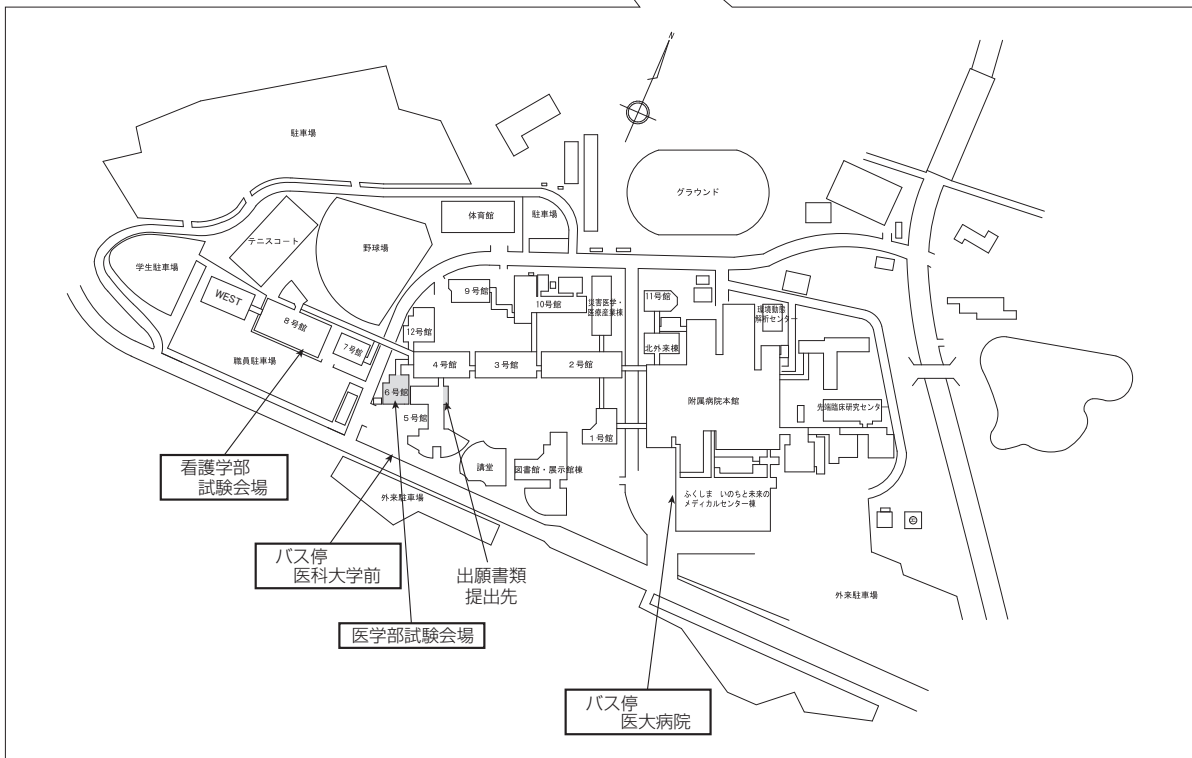 N
駐車場
グラウンド
体育館
駐車場
テニスコート
野球場
学生駐車場
WEST
8号館
7号館
職員駐車場
9号館
10号館
災害医学・
医療産業棟
11号館
環境動態
解析センター
12号館
北外来棟
4号館
3号館
2号館
附属病院本館
6号館
5号館
先端臨床研究センター
1号館
講堂
図書館・展示館棟
外来駐車場
ふくしま いのちと未来の
メディカルセンター棟
外来駐車場
看護学部
試験会場
バス停
医科大学前
出願書類
提出先
医学部試験会場
バス停
医大病院